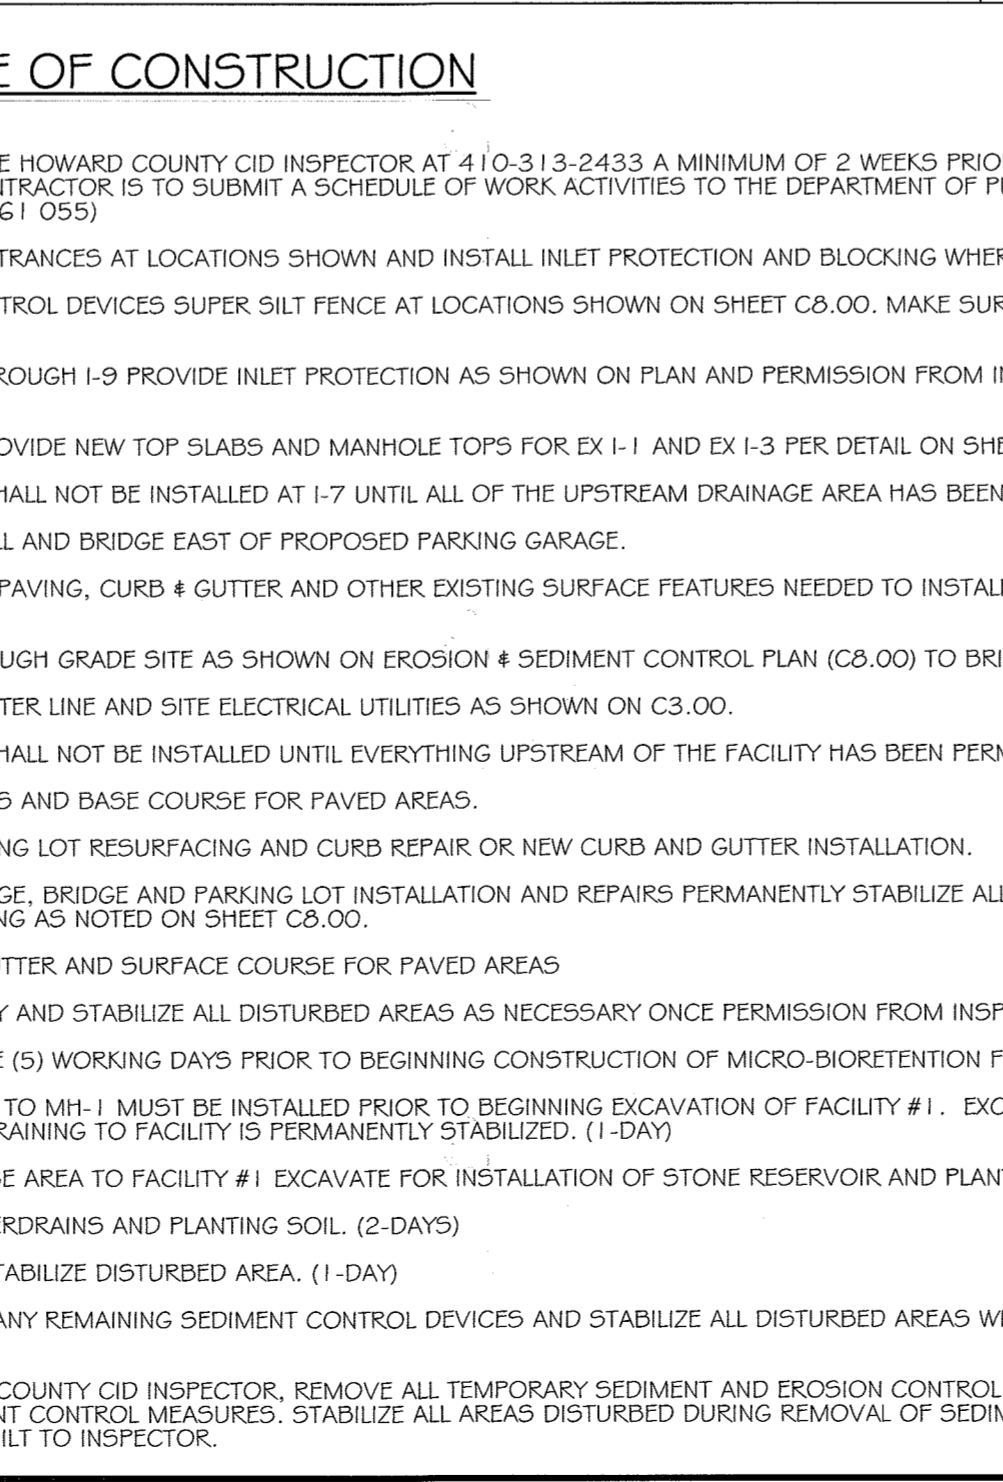 E OF CONSTRUCTION
E HOWARD COUNTY CID INSPECTOR AT 410-313-2433 A MINIMUM OF 2 WEEKS PRIO
NTRACTOR IS TO SUBMIT A SCHEDULE OF WORK ACTIVITIES TO THE DEPARTMENT OF P
61 055)
TRANCES AT LOCATIONS SHOWN AND INSTALL INLET PROTECTION AND BLOCKING WHER
TROL DEVICES SUPER SILT FENCE AT LOCATIONS SHOWN ON SHEET C8.00. MAKE SUR
ROUGH I-9 PROVIDE INLET PROTECTION AS SHOWN ON PLAN AND PERMISSION FROM IN
OVIDE NEW TOP SLABS AND MANHOLE TOPS FOR EX I-1 AND EX I-3 PER DETAIL ON SHE
HALL NOT BE INSTALLED AT I-7 UNTIL ALL OF THE UPSTREAM DRAINAGE AREA HAS BEEN
LL AND BRIDGE EAST OF PROPOSED PARKING GARAGE.
PAVING, CURB & GUTTER AND OTHER EXISTING SURFACE FEATURES NEEDED TO INSTALL
UGH GRADE SITE AS SHOWN ON EROSION & SEDIMENT CONTROL PLAN (C8.00) TO BRI
TER LINE AND SITE ELECTRICAL UTILITIES AS SHOWN ON C3.00.
HALL NOT BE INSTALLED UNTIL EVERYTHING UPSTREAM OF THE FACILITY HAS BEEN PERM
S AND BASE COURSE FOR PAVED AREAS.
NG LOT RESURFACING AND CURB REPAIR OR NEW CURB AND GUTTER INSTALLATION.
GE, BRIDGE AND PARKING LOT INSTALLATION AND REPAIRS PERMANENTLY STABILIZE ALL
NG AS NOTED ON SHEET C8.00.
UTTER AND SURFACE COURSE FOR PAVED AREAS
Y AND STABILIZE ALL DISTURBED AREAS AS NECESSARY ONCE PERMISSION FROM INSP
E (5) WORKING DAYS PRIOR TO BEGINNING CONSTRUCTION OF MICRO-BIORETENTION F
TO MH-1 MUST BE INSTALLED PRIOR TO BEGINNING EXCAVATION OF FACILITY #1. EXC
RAINING TO FACILITY IS PERMANENTLY STABILIZED. (1-DAY)
GE AREA TO FACILITY #1 EXCAVATE FOR INSTALLATION OF STONE RESERVOIR AND PLANT
ERDRAINS AND PLANTING SOIL. (2-DAYS)
TABILIZE DISTURBED AREA. (1-DAY)
ANY REMAINING SEDIMENT CONTROL DEVICES AND STABILIZE ALL DISTURBED AREAS WI
COUNTY CID INSPECTOR, REMOVE ALL TEMPORARY SEDIMENT AND EROSION CONTROL
NT CONTROL MEASURES. STABILIZE ALL AREAS DISTURBED DURING REMOVAL OF SEDIM
ILT TO INSPECTOR.